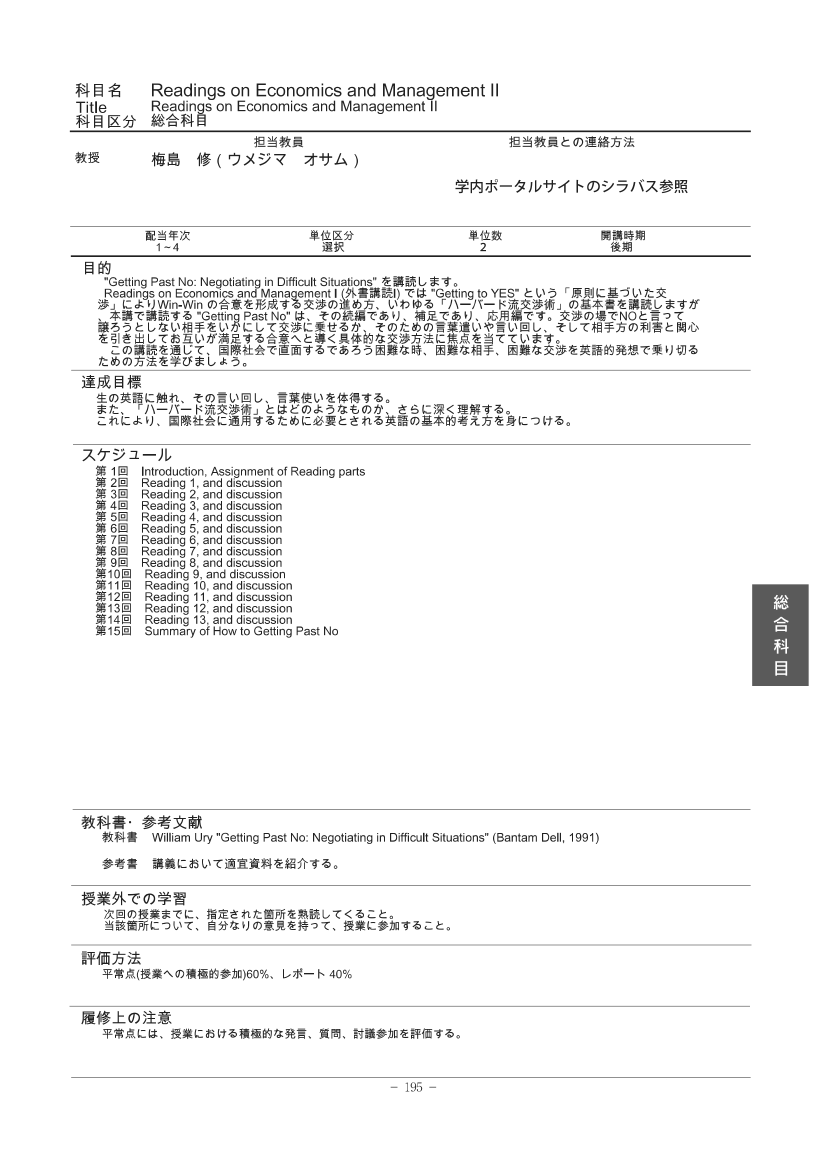 科目名 Readings on Economics and Management II
Title Readings on Economics and Management II
科目区分 総合科目
担当教員 担当教員との連絡方法
教授 梅島 修(ウメジマ オサム)
学内ポータルサイトのシラバス参照
配当年次 単位区分 単位数 開講時期
1~4 選択 2 後期
目的
"Getting Past No: Negotiating in Difficult Situations" を講読します。
Readings on Economics and Management I (外書講読I) では "Getting to YES" という「原則に基づいた交
渉」によりWin-Win の合意を形成する交渉の進め方、いわゆる「ハーバード流交渉術」の基本書を講読しますが
、本講で講読する "Getting Past No" は、その続編であり、補足であり、応用編です。交渉の場でNOと言って
譲ろうとしない相手をいかにして交渉に乗せるか、そのための言葉遣いや言い回し、そして相手方の利害と関心
を引き出してお互いが満足する合意へと導く具体的な交渉方法に焦点を当てています。
この講読を通じて、国際社会で直面するであろう困難な時、困難な相手、困難な交渉を英語的発想で乗り切る
ための方法を学びましょう。
達成目標
生の英語に触れ、その言い回し、言葉使いを体得する。
また、「ハーバード流交渉術」とはどのようなものか、さらに深く理解する。
これにより、国際社会に通用するために必要とされる英語の基本的考え方を身につける。
スケジュール
第 1回 Introduction, Assignment of Reading parts
第 2回 Reading 1, and discussion
第 3回 Reading 2, and discussion
第 4回 Reading 3, and discussion
第 5回 Reading 4, and discussion
第 6回 Reading 5, and discussion
第 7回 Reading 6, and discussion
第 8回 Reading 7, and discussion
第 9回 Reading 8, and discussion
第10回 Reading 9, and discussion
第11回 Reading 10, and discussion
第12回 Reading 11, and discussion
第13回 Reading 12, and discussion
第14回 Reading 13, and discussion
第15回 Summary of How to Getting Past No
総合科目
教科書・参考文献
教科書 William Ury "Getting Past No: Negotiating in Difficult Situations" (Bantam Dell, 1991)
参考書 講義において適宜資料を紹介する。
授業外での学習
次回の授業までに、指定された箇所を熟読してくること。
当該箇所について、自分なりの意見を持って、授業に参加すること。
評価方法
平常点(授業への積極的参加)60%、レポート 40%
履修上の注意
平常点には、授業における積極的な発言、質問、討議参加を評価する。
- 195 -